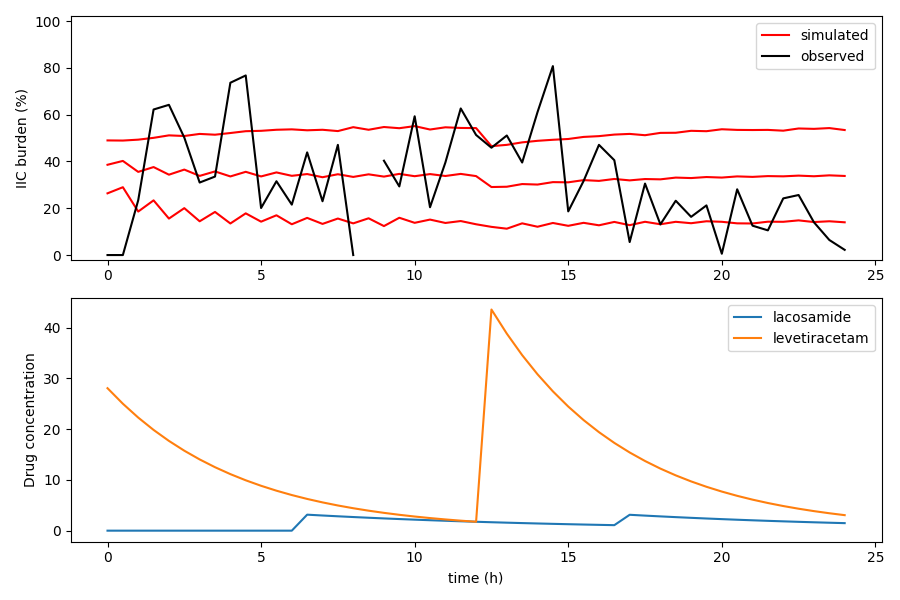 100
80
60
40
20
0
IIC burden (%)
simulated
observed
0 5 10 15 20 25
40
30
20
10
0
Drug concentration
lacosamide
levetiracetam
0 5 10 15 20 25
time (h)